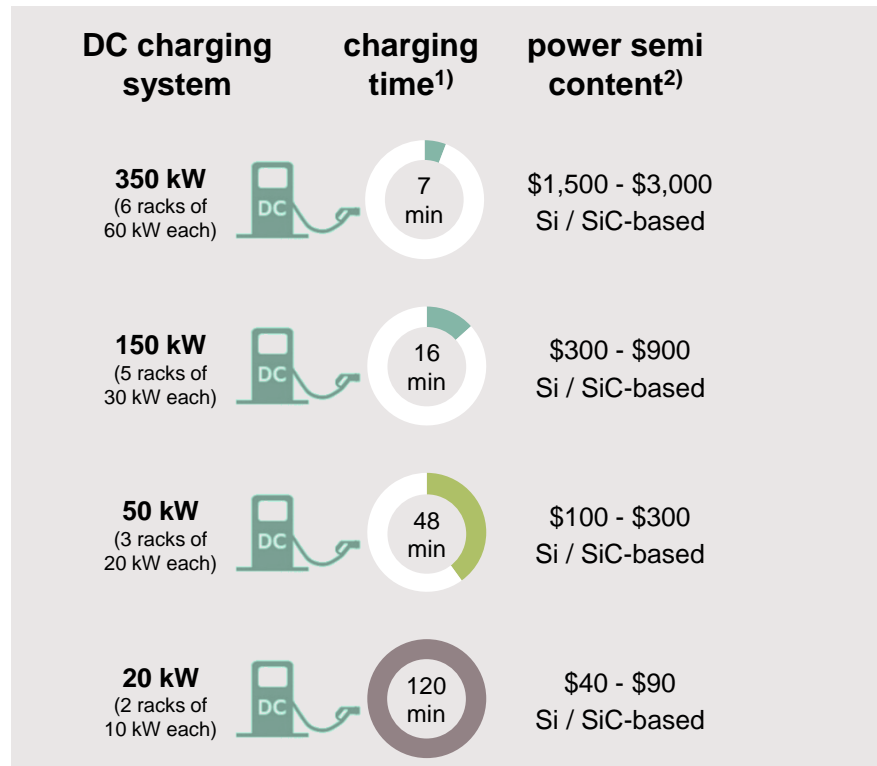 DC charging system
charging time¹⁾
power semi content²⁾
350 kW
(6 racks of
60 kW each)
DC
7
min
$1,500 - $3,000
Si / SiC-based
150 kW
(5 racks of
30 kW each)
DC
16
min
$300 - $900
Si / SiC-based
50 kW
(3 racks of
20 kW each)
DC
48
min
$100 - $300
Si / SiC-based
20 kW
(2 racks of
10 kW each)
DC
120
min
$40 - $90
Si / SiC-based